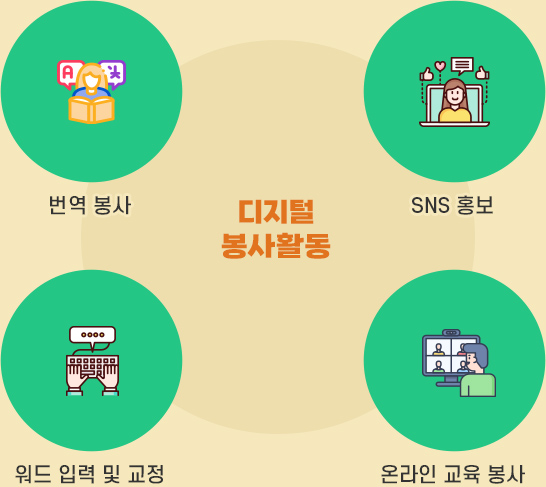 번역 봉사
SNS 홍보
디지털
봉사활동
워드 입력 및 교정
온라인 교육 봉사